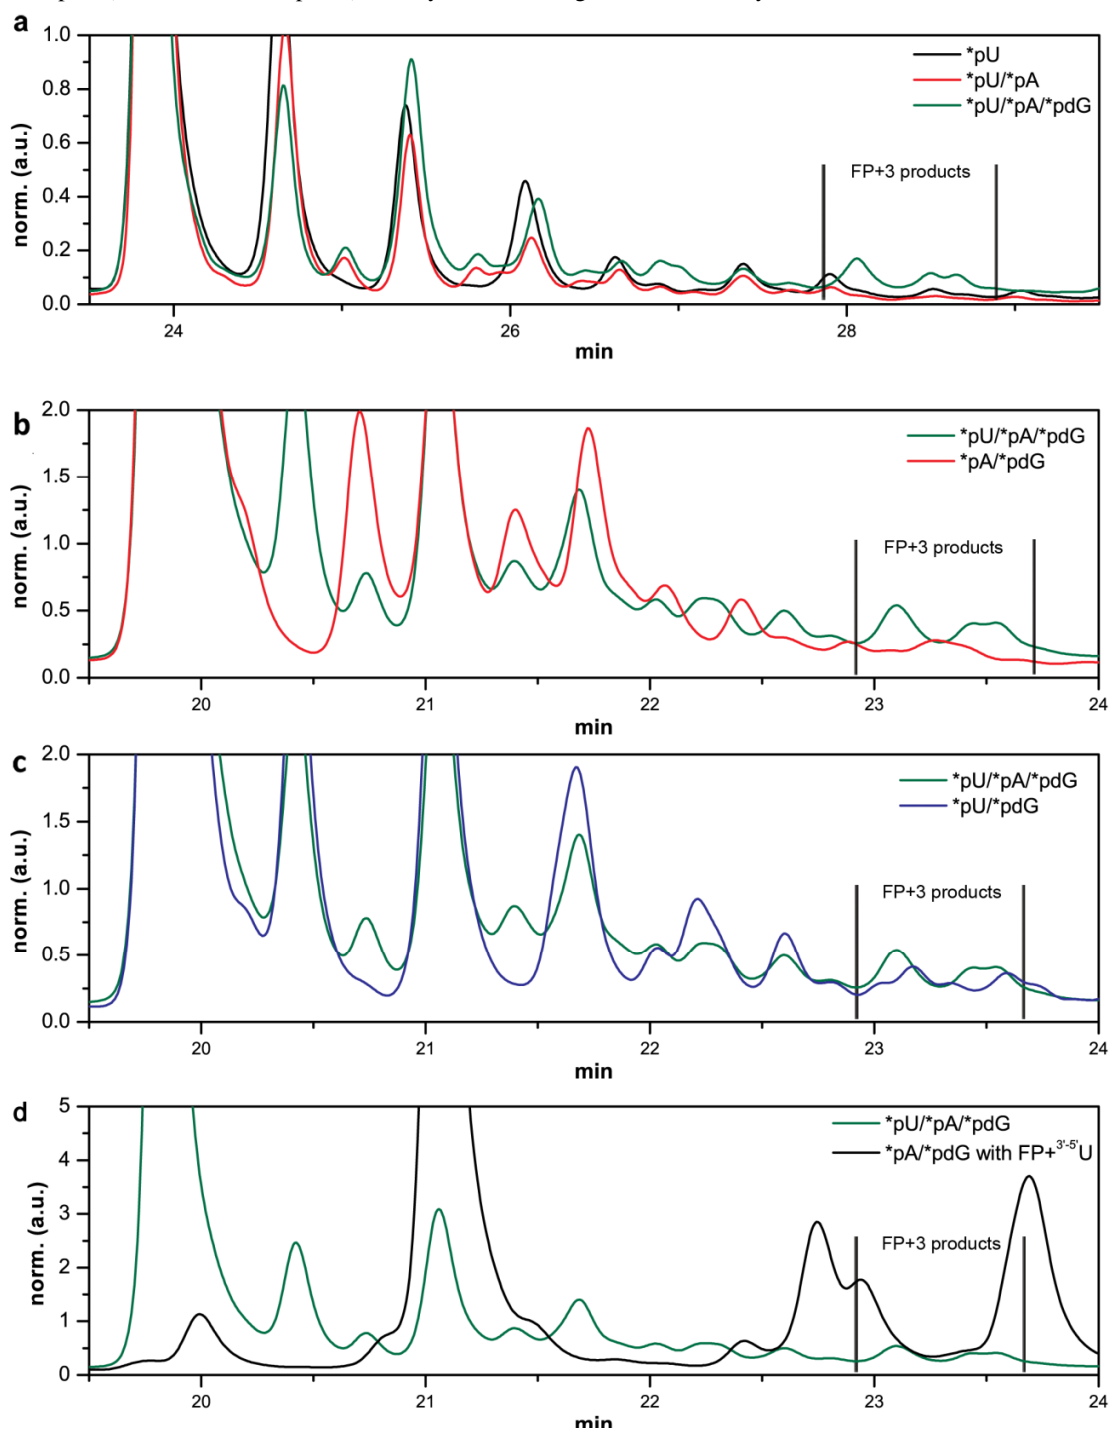 a
1.0
0.8
0.6
0.4
0.2
0.0
norm. (a.u.)
*pU
*pU/*pA
*pU/*pA/*pdG
FP+3 products
24 26 28
min
b
2.0
1.5
1.0
0.5
0.0
norm. (a.u.)
*pU/*pA/*pdG
*pA/*pdG
FP+3 products
20 21 22 23 24
min
c
2.0
1.5
1.0
0.5
0.0
norm. (a.u.)
*pU/*pA/*pdG
*pU/*pdG
FP+3 products
20 21 22 23 24
min
d
5
4
3
2
1
0
norm. (a.u.)
*pU/*pA/*pdG
*pA/*pdG with FP+3'-5'U
FP+3 products
20 21 22 23 24
min